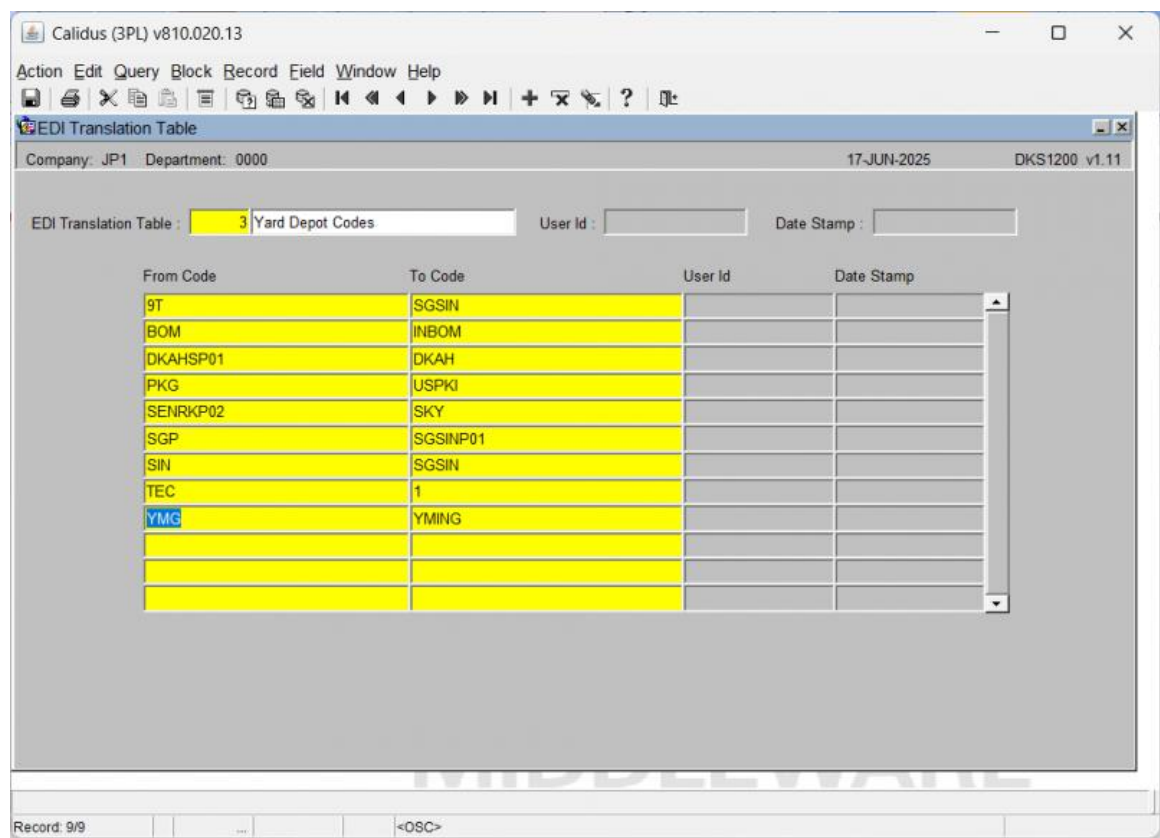 Calidus (3PL) v810.020.13
Action Edit Query Block Record Field Window Help
EDI Translation Table
Company: JP1 Department: 0000 17-JUN-2025 DKS1200 v1.11
EDI Translation Table : 3 Yard Depot Codes User Id : Date Stamp :
From Code To Code User Id Date Stamp
9T SGSIN
BOM INBOM
DKAHSP01 DKAH
PKG USPKI
SENRKP02 SKY
SGP SGSINP01
SIN SGSIN
TEC 1
YMG YMING
MIDDLEWARE
Record: 9/9 ... <OSC>